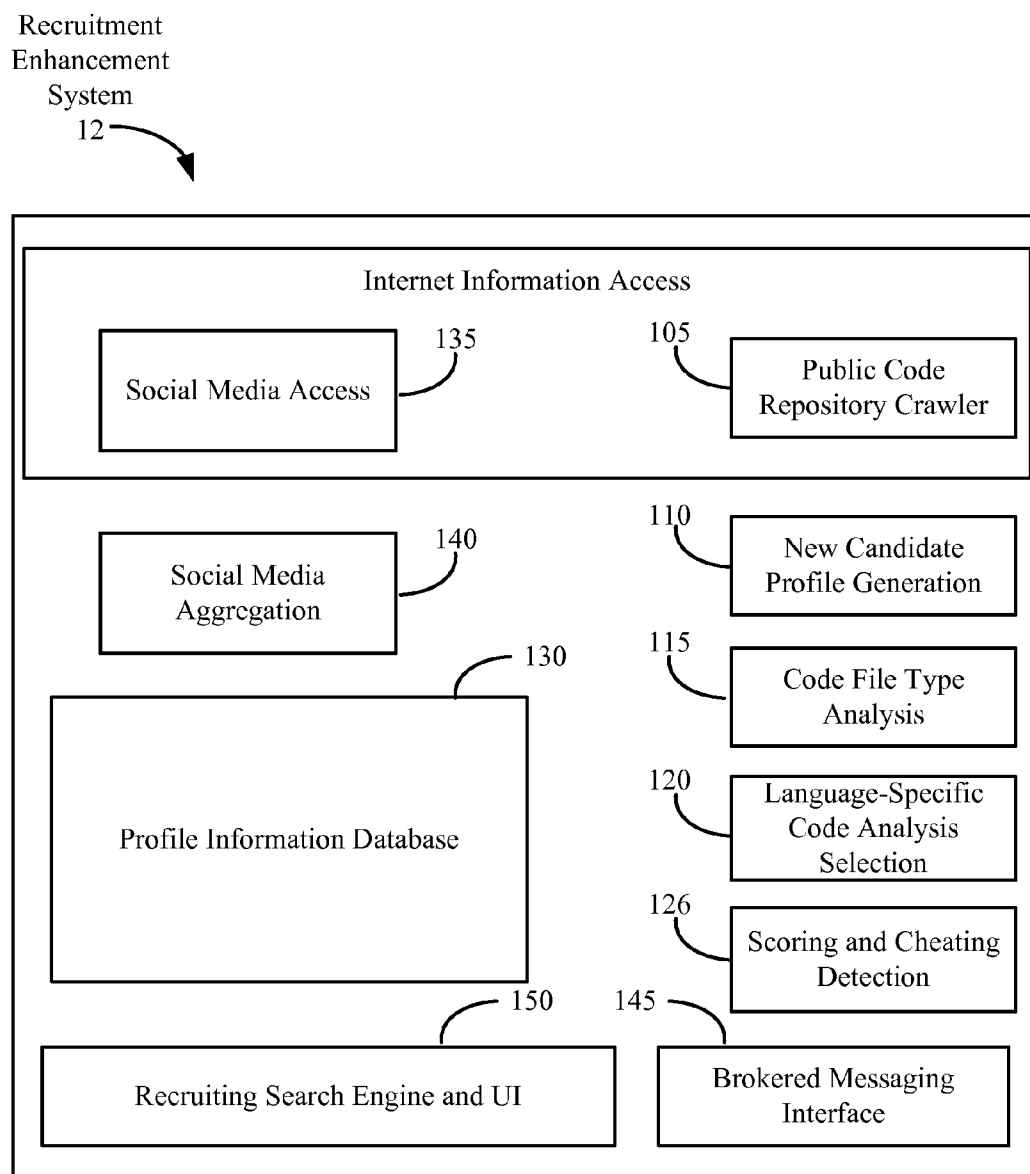 Recruitment
Enhancement
System
12
Internet Information Access
135
105
Social Media Access
Public Code
Repository Crawler
140
110
Social Media
Aggregation
New Candidate
Profile Generation
130
115
Code File Type
Analysis
Profile Information Database
120
Language-Specific
Code Analysis
Selection
126
Scoring and Cheating
Detection
150
145
Recruiting Search Engine and UI
Brokered Messaging
Interface